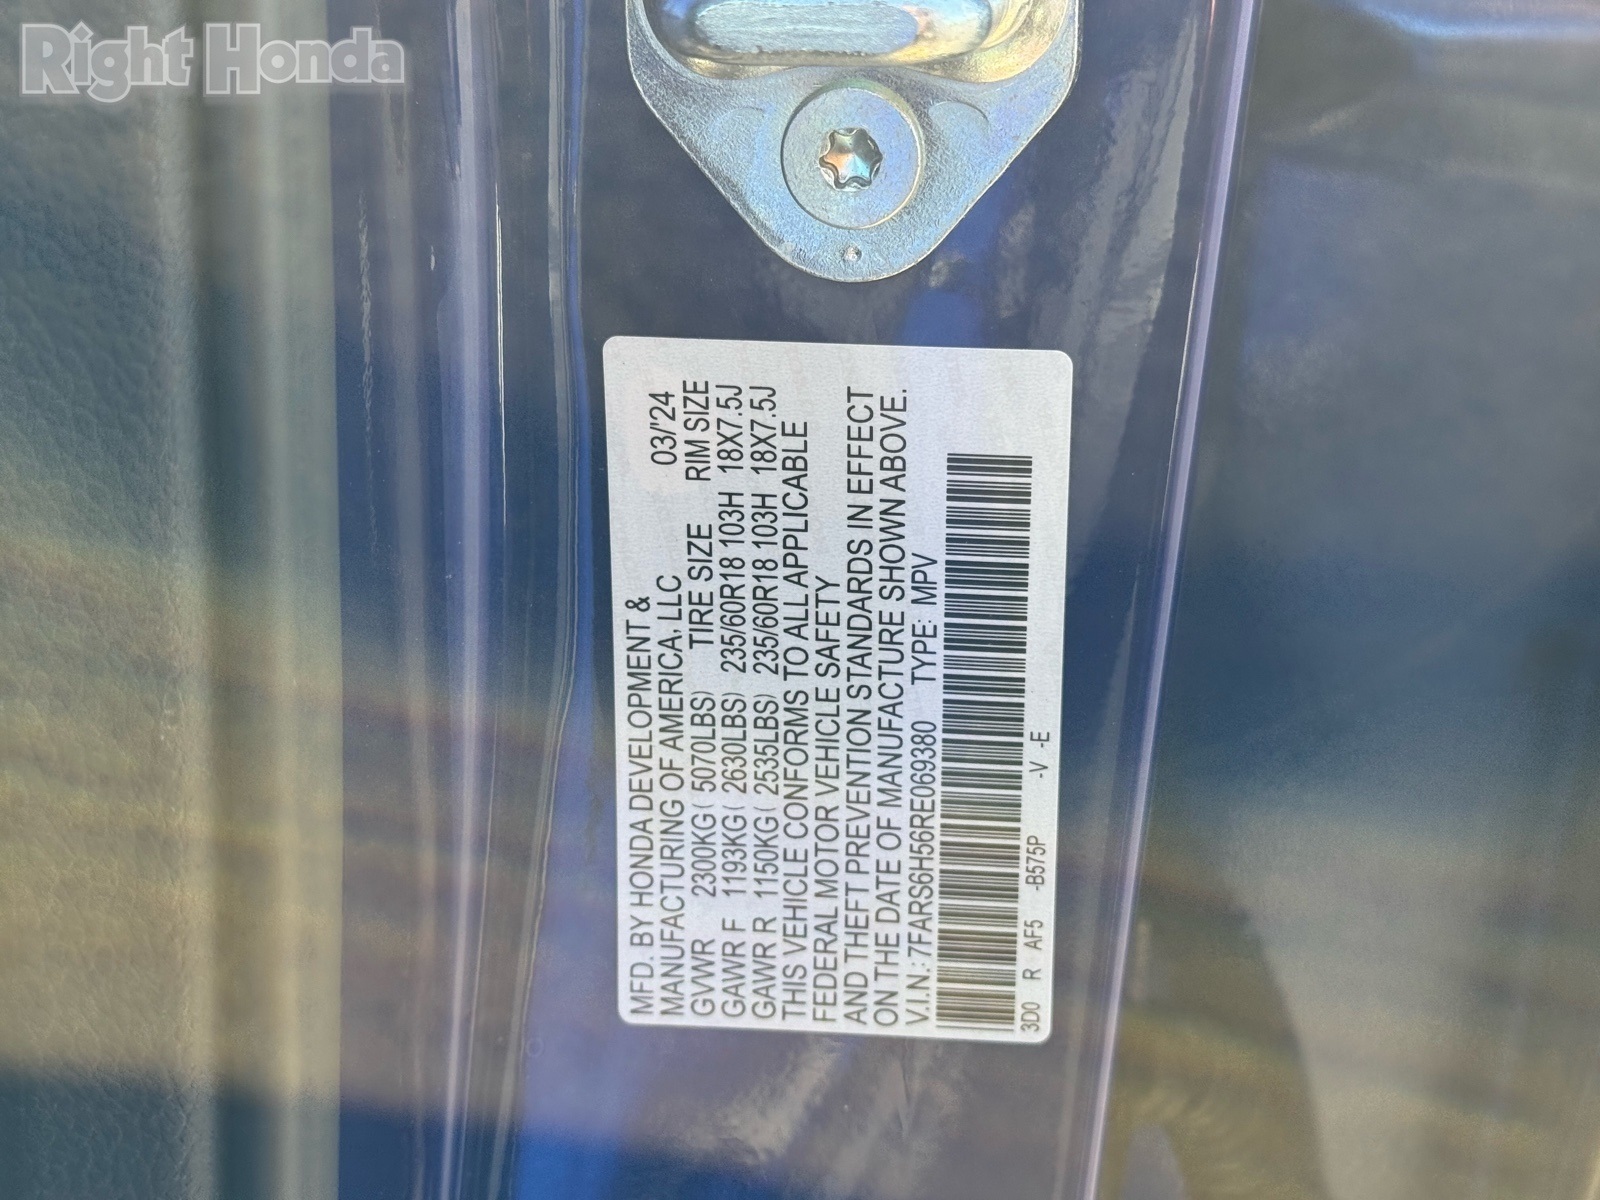 Right Honda
MFD. BY HONDA DEVELOPMENT &
MANUFACTURING OF AMERICA, LLC 03/'24
GVWR 2300KG( 5070LBS) TIRE SIZE RIM SIZE
GAWR F 1193KG( 2630LBS) 235/60R18 103H 18X7.5J
GAWR R 1150KG( 2535LBS) 235/60R18 103H 18X7.5J
THIS VEHICLE CONFORMS TO ALL APPLICABLE
FEDERAL MOTOR VEHICLE SAFETY
AND THEFT PREVENTION STANDARDS IN EFFECT
ON THE DATE OF MANUFACTURE SHOWN ABOVE.
V.I.N.: 7FARS6H56RE069380 TYPE: MPV
3D0 R AF5 -B575P -V -E